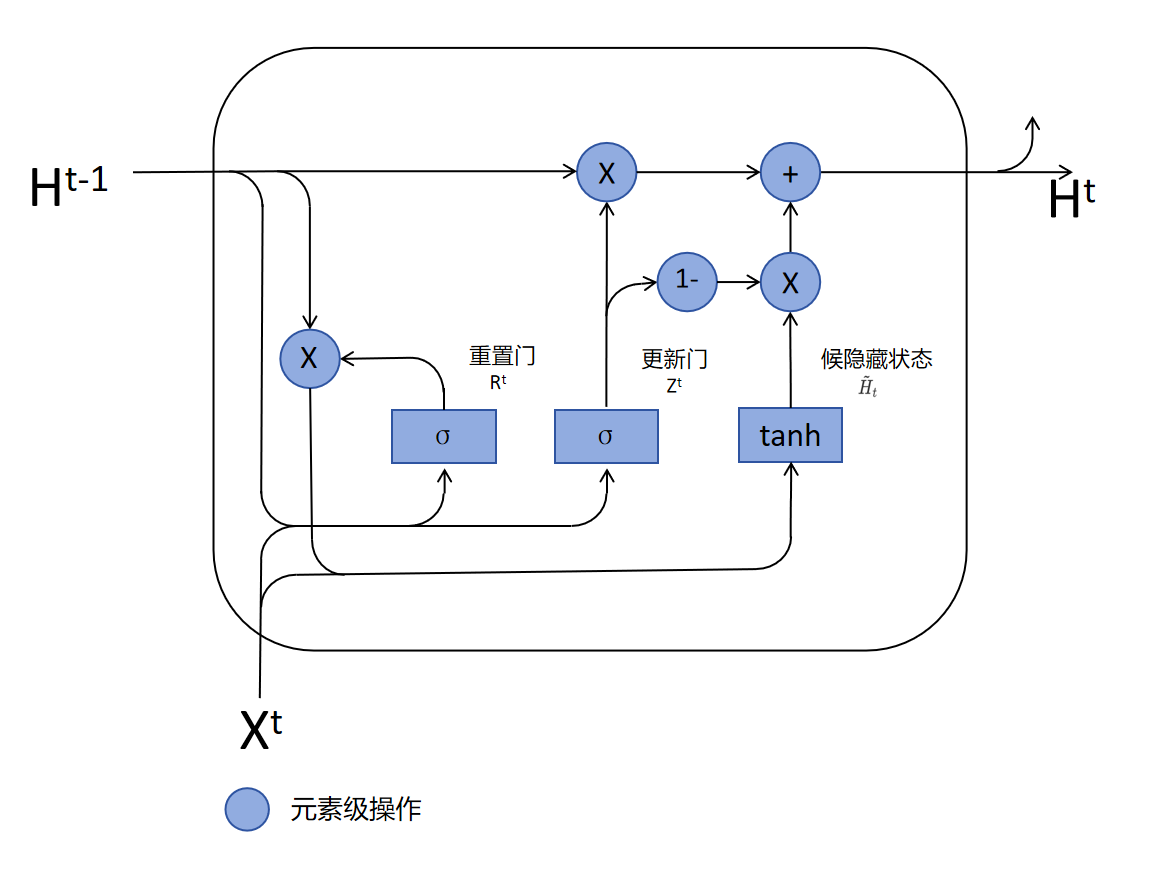 H^t-1
X
+
H^t
1-
X
X
重置门
R^t
更新门
Z^t
候隐藏状态
H̃_t
σ
σ
tanh
X^t
元素级操作